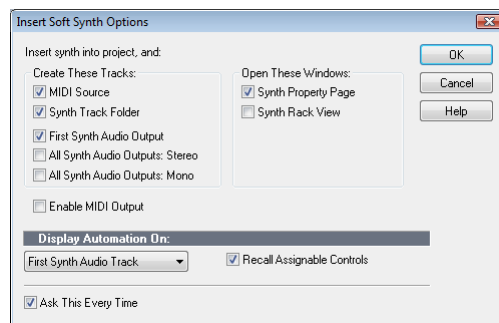 Insert Soft Synth Options
Insert synth into project, and:
Create These Tracks:
MIDI Source
Synth Track Folder
First Synth Audio Output
All Synth Audio Outputs: Stereo
All Synth Audio Outputs: Mono
Enable MIDI Output
Open These Windows:
Synth Property Page
Synth Rack View
OK
Cancel
Help
Display Automation On:
First Synth Audio Track
Recall Assignable Controls
Ask This Every Time